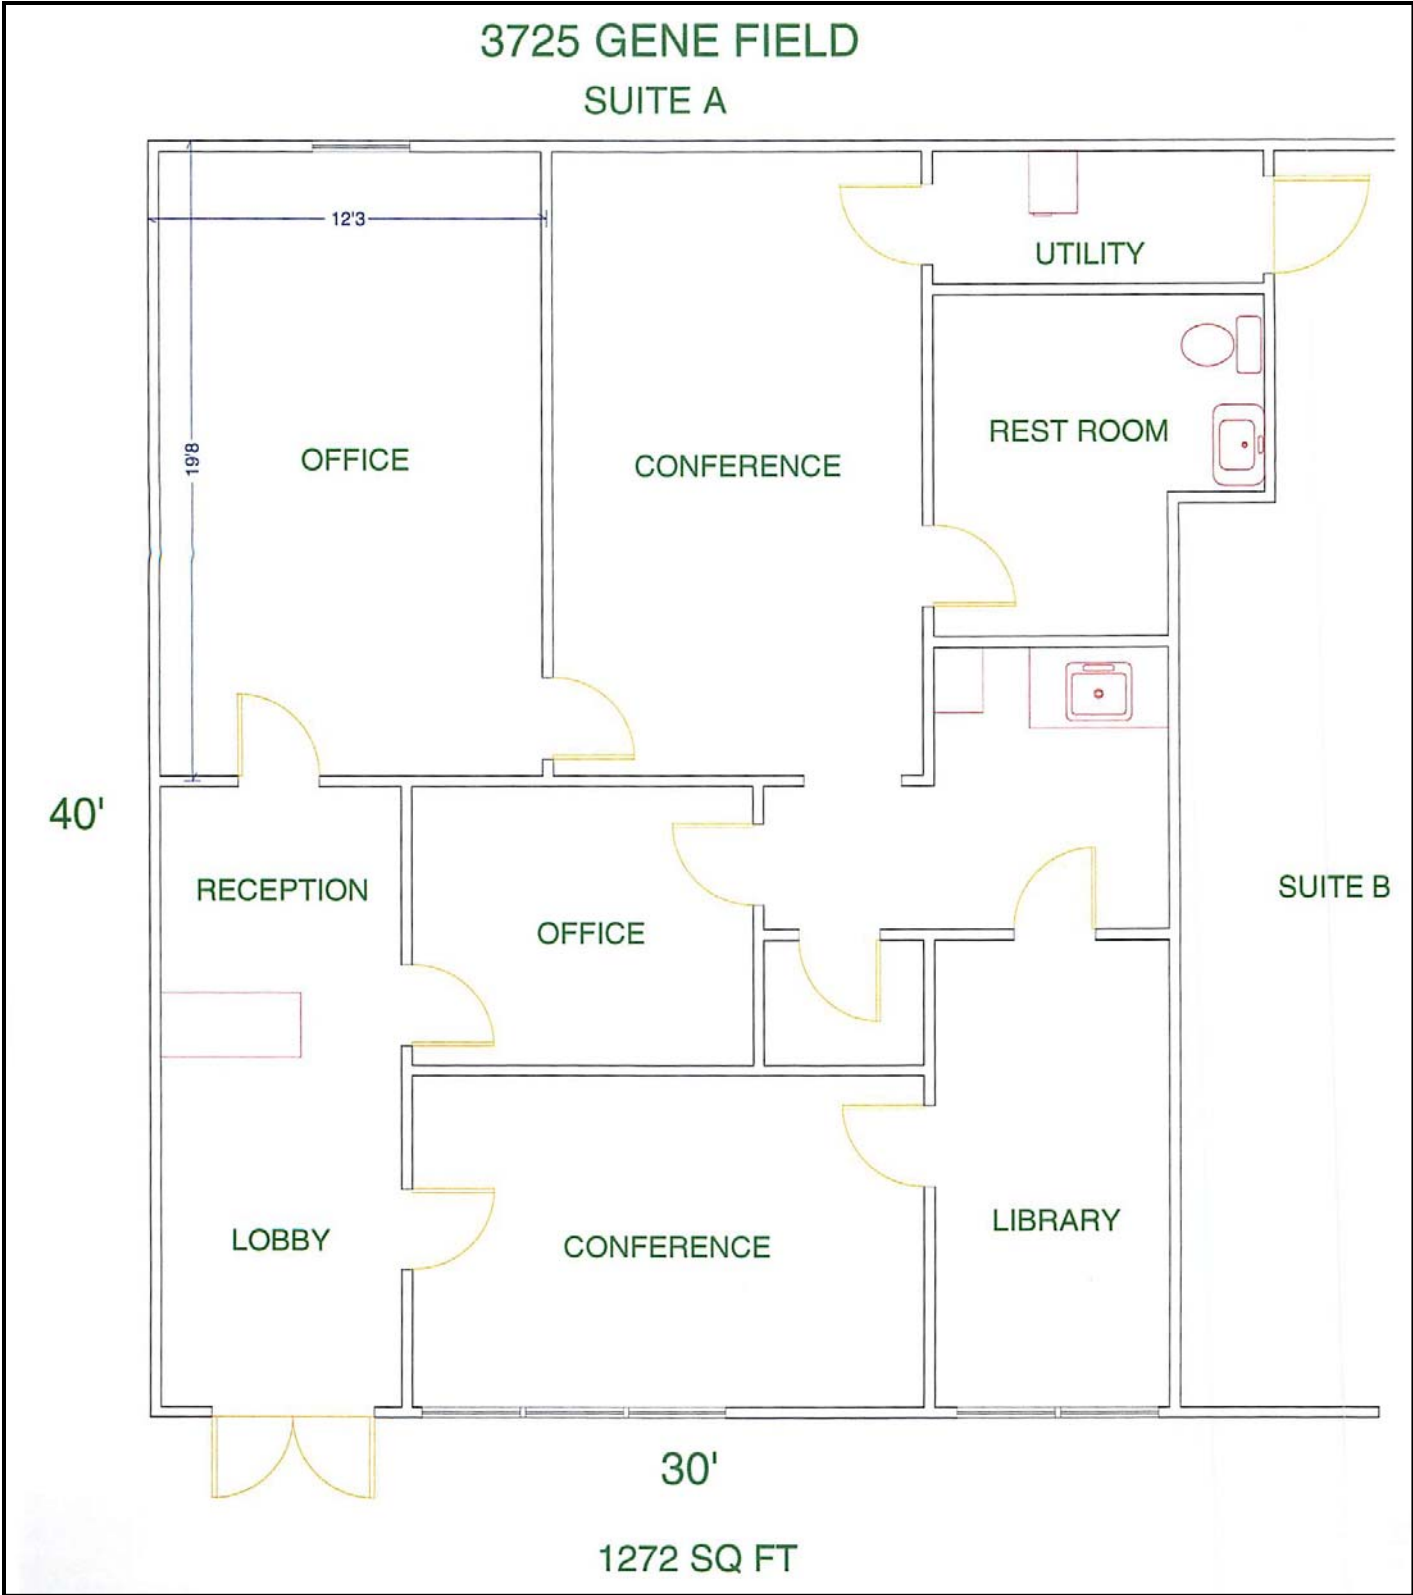 3725 GENE FIELD
SUITE A
12'3
UTILITY
REST ROOM
19'8
OFFICE
CONFERENCE
40'
RECEPTION
OFFICE
SUITE B
LOBBY
CONFERENCE
LIBRARY
30'
1272 SQ FT